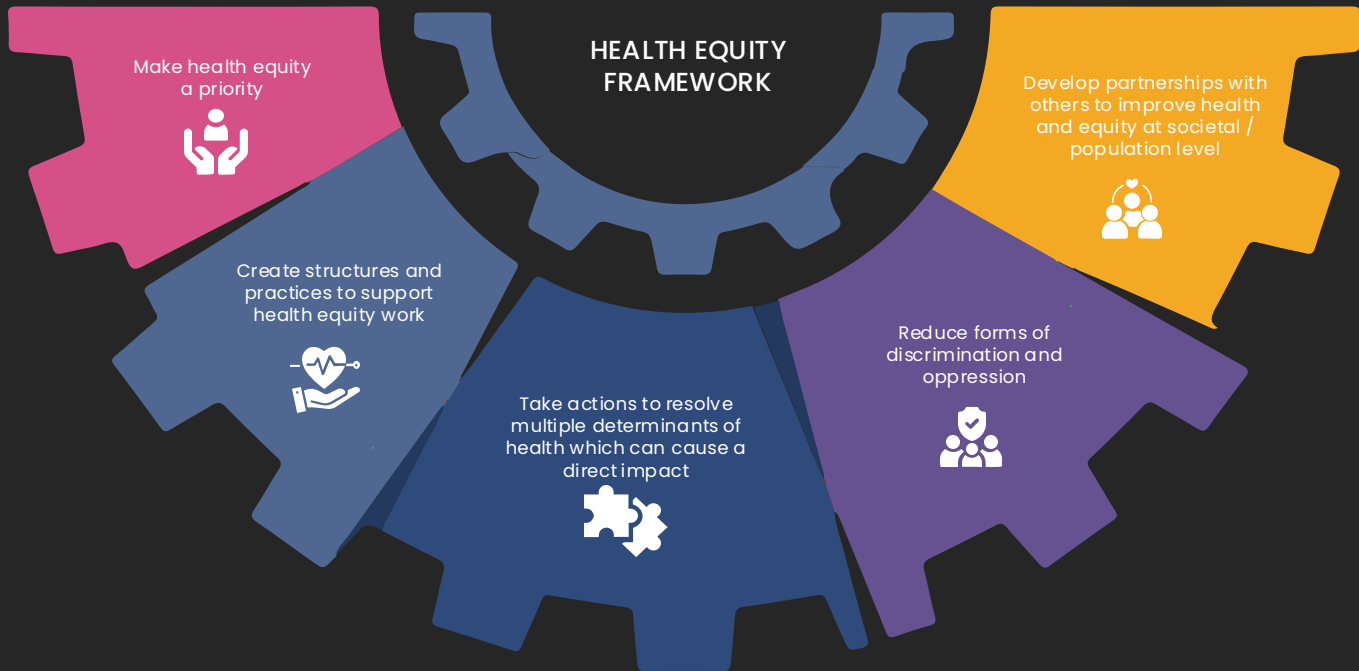 HEALTH EQUITY
FRAMEWORK
Make health equity
a priority
Create structures and
practices to support
health equity work
Take actions to resolve
multiple determinants of
health which can cause a
direct impact
Reduce forms of
discrimination and
oppression
Develop partnerships with
others to improve health
and equity at societal /
population level